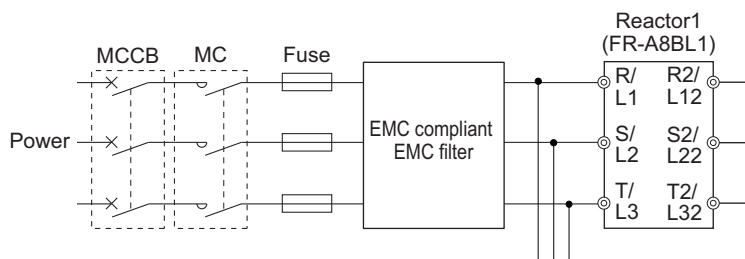 Reactor1
(FR-A8BL1)
MCCB
MC
Fuse
R/
L1
R2/
L12
Power
EMC compliant
EMC filter
S/
L2
S2/
L22
T/
L3
T2/
L32